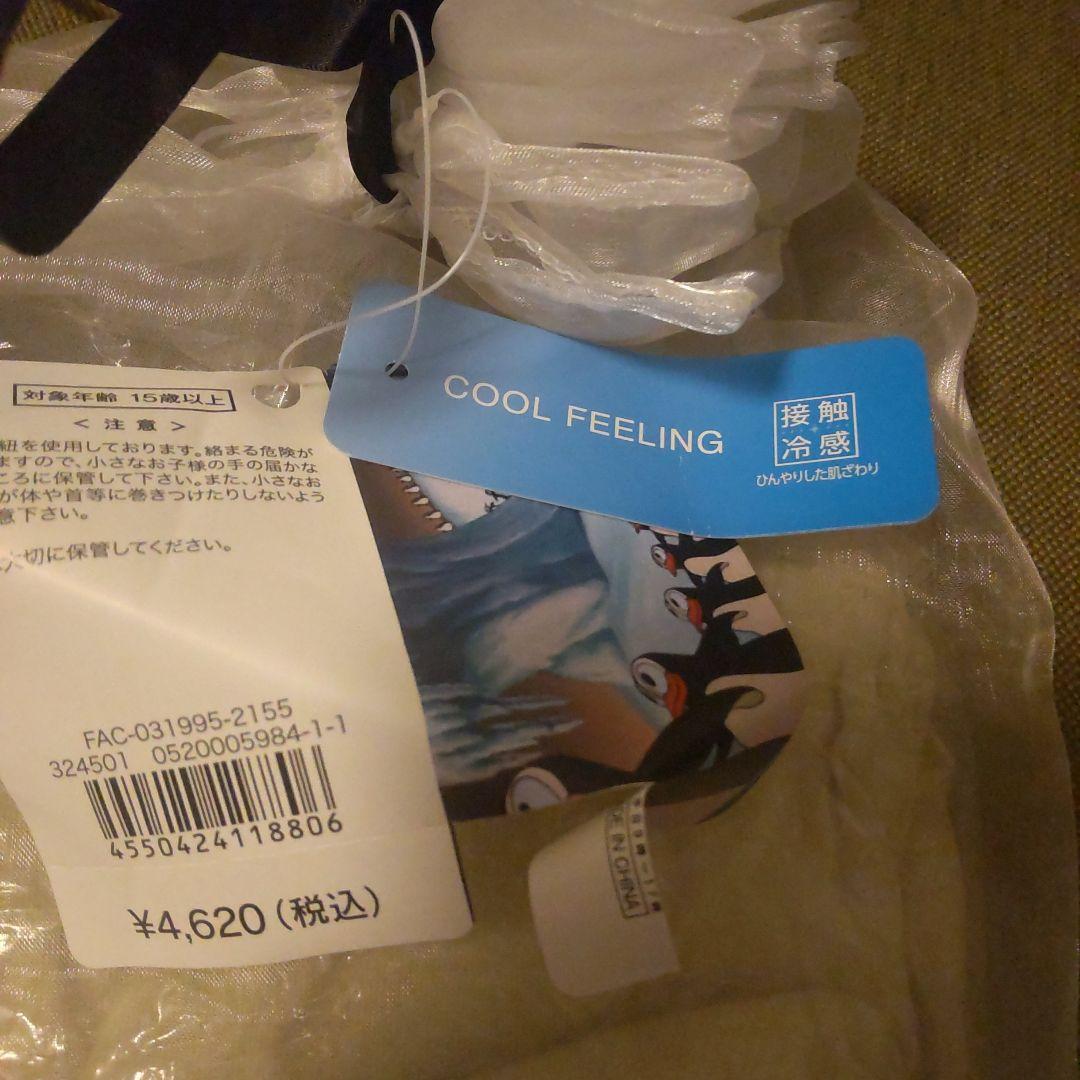 対象年齢 15歳以上
< 注 意 >
紐を使用しております。絡まる危険が
ますので、小さなお子様の手の届かな
ころに保管して下さい。また、小さなお
が体や首等に巻きつけたりしないよう
意下さい。
大切に保管してください。
FAC-031995-2155
324501 0520005984-1-1
4550424118806
¥4,620(税込)
COOL FEELING
接触
冷感
ひんやりした肌ざわり
DE IN CHINA